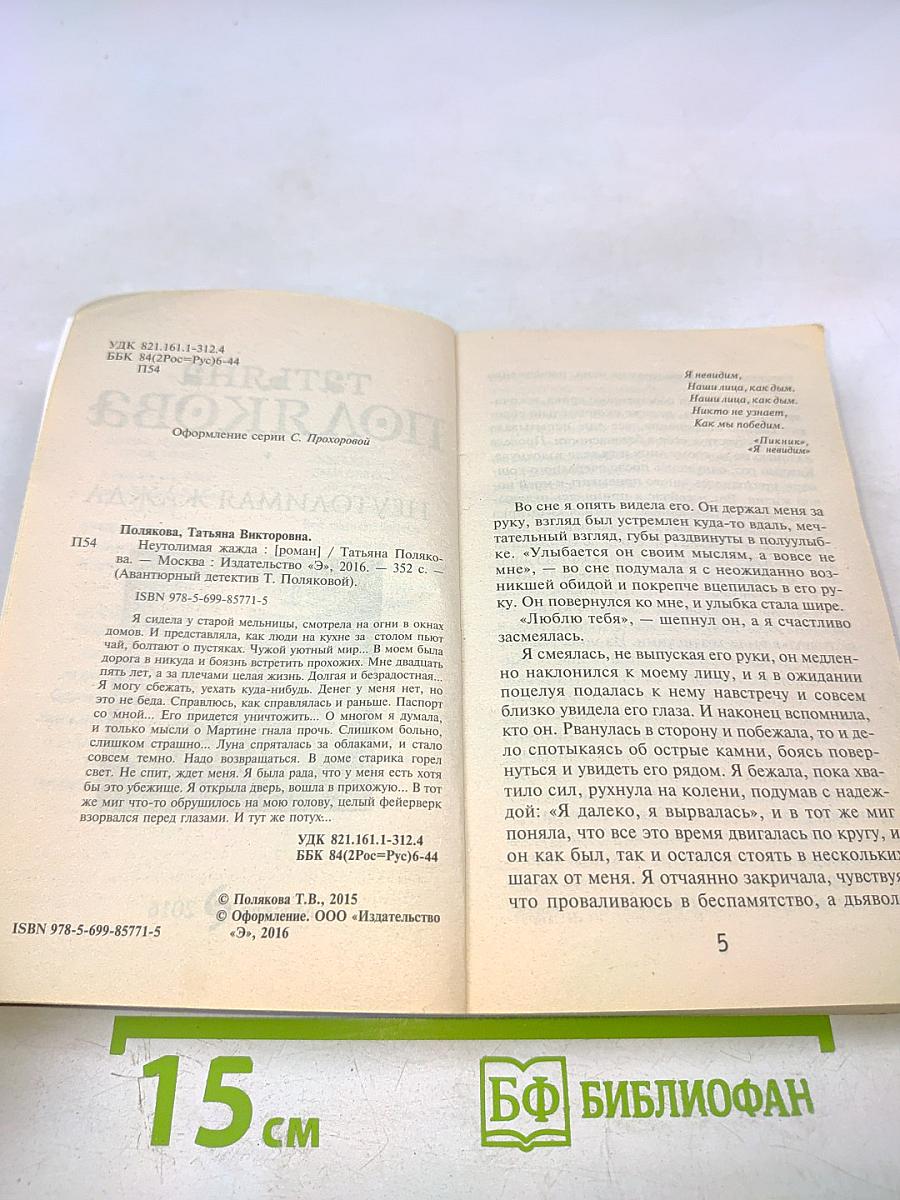 УДК 821.161.1-312.4
ББК 84(2Рос=Рус)6-44
П54
Оформление серии С. Прохоровой
Полякова, Татьяна Викторовна.
П54 Неутолимая жажда : [роман] / Татьяна Поляко-
ва. — Москва : Издательство «Э», 2016. — 352 с. —
(Авантюрный детектив Т. Поляковой).
ISBN 978-5-699-85771-5
Я сидела у старой мельницы, смотрела на огни в окнах
домов. И представляла, как люди на кухне за столом пьют
чай, болтают о пустяках. Чужой уютный мир... В моем была
дорога в никуда и боязнь встретить прохожих. Мне двадцать
пять лет, а за плечами целая жизнь. Долгая и безрадостная...
Я могу сбежать, уехать куда-нибудь. Денег у меня нет, но
это не беда. Справлюсь, как справлялась и раньше. Паспорт
со мной... Его придется уничтожить... О многом я думала,
и только мысли о Мартине гнала прочь. Слишком больно,
слишком страшно... Луна спряталась за облаками, и стало
совсем темно. Надо возвращаться. В доме старика горел
свет. Не спит, ждет меня. Я была рада, что у меня есть хотя
бы это убежище. Я открыла дверь, вошла в прихожую... В тот
же миг что-то обрушилось на мою голову, целый фейерверк
взорвался перед глазами. И тут же потух...
УДК 821.161.1-312.4
ББК 84(2Рос=Рус)6-44
© Полякова Т.В., 2015
© Оформление. ООО «Издательство
«Э», 2016
ISBN 978-5-699-85771-5
Я невидим,
Наши лица, как дым.
Наши лица, как дым.
Никто не узнает,
Как мы победим.
«Пикник»,
«Я невидим»
Во сне я опять видела его. Он держал меня за
руку, взгляд был устремлен куда-то вдаль, меч-
тательный взгляд, губы раздвинуты в полуулыб-
ке. «Улыбается он своим мыслям, а вовсе не
мне», — во сне подумала я с неожиданно воз-
никшей обидой и покрепче вцепилась в его ру-
ку. Он повернулся ко мне, и улыбка стала шире.
«Люблю тебя», — шепнул он, а я счастливо
засмеялась.
Я смеялась, не выпуская его руки, он медлен-
но наклонился к моему лицу, и я в ожидании
поцелуя подалась к нему навстречу и совсем
близко увидела его глаза. И наконец вспомнила,
кто он. Рванулась в сторону и побежала, то и де-
ло спотыкаясь об острые камни, боясь повер-
нуться и увидеть его рядом. Я бежала, пока хва-
тило сил, рухнула на колени, подумав с надеж-
дой: «Я далеко, я вырвалась», и в тот же миг
поняла, что все это время двигалась по кругу, и
он как был, так и остался стоять в нескольких
шагах от меня. Я отчаянно закричала, чувствуя
что проваливаюсь в беспамятство, а дьявол
5
15 см
БФ БИБЛИОФАН